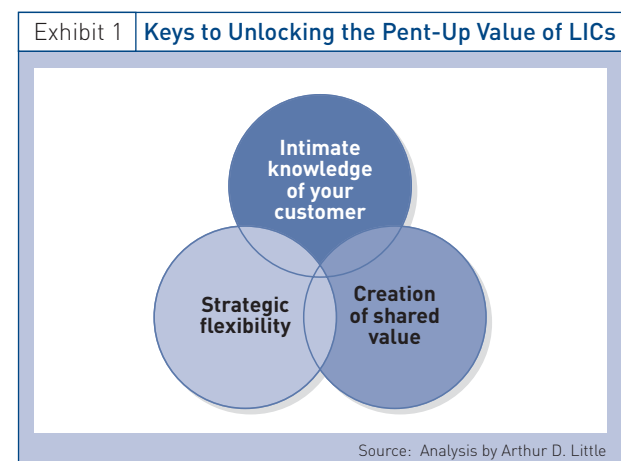 Exhibit 1 Keys to Unlocking the Pent-Up Value of LICs
Intimate
knowledge
of your
customer
Strategic
flexibility
Creation
of shared
value
Source: Analysis by Arthur D. Little